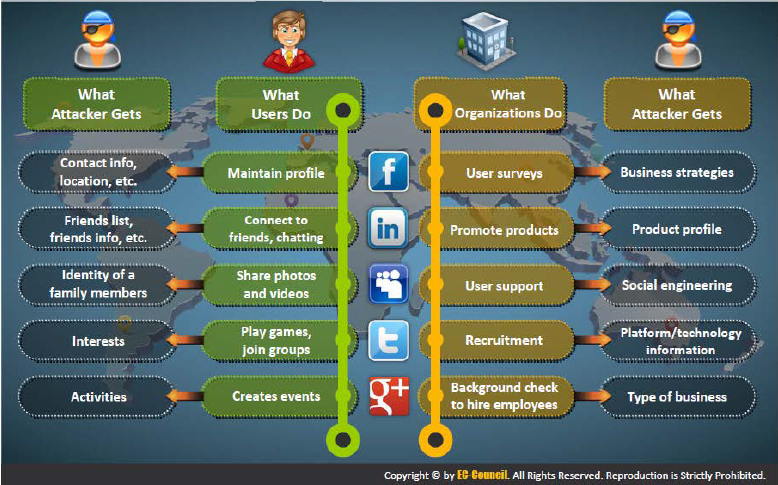 What
Attacker Gets
What
Users Do
What
Organizations Do
What
Attacker Gets
Contact info,
location, etc.
Maintain profile
f
User surveys
Business strategies
Friends list,
friends info, etc.
Connect to
friends, chatting
in
Promote products
Product profile
Identity of a
family members
Share photos
and videos
User support
Social engineering
Interests
Play games,
join groups
t
Recruitment
Platform/technology
information
Activities
Creates events
g+
Background check
to hire employees
Type of business
Copyright © by EC-Council. All Rights Reserved. Reproduction is Strictly Prohibited.